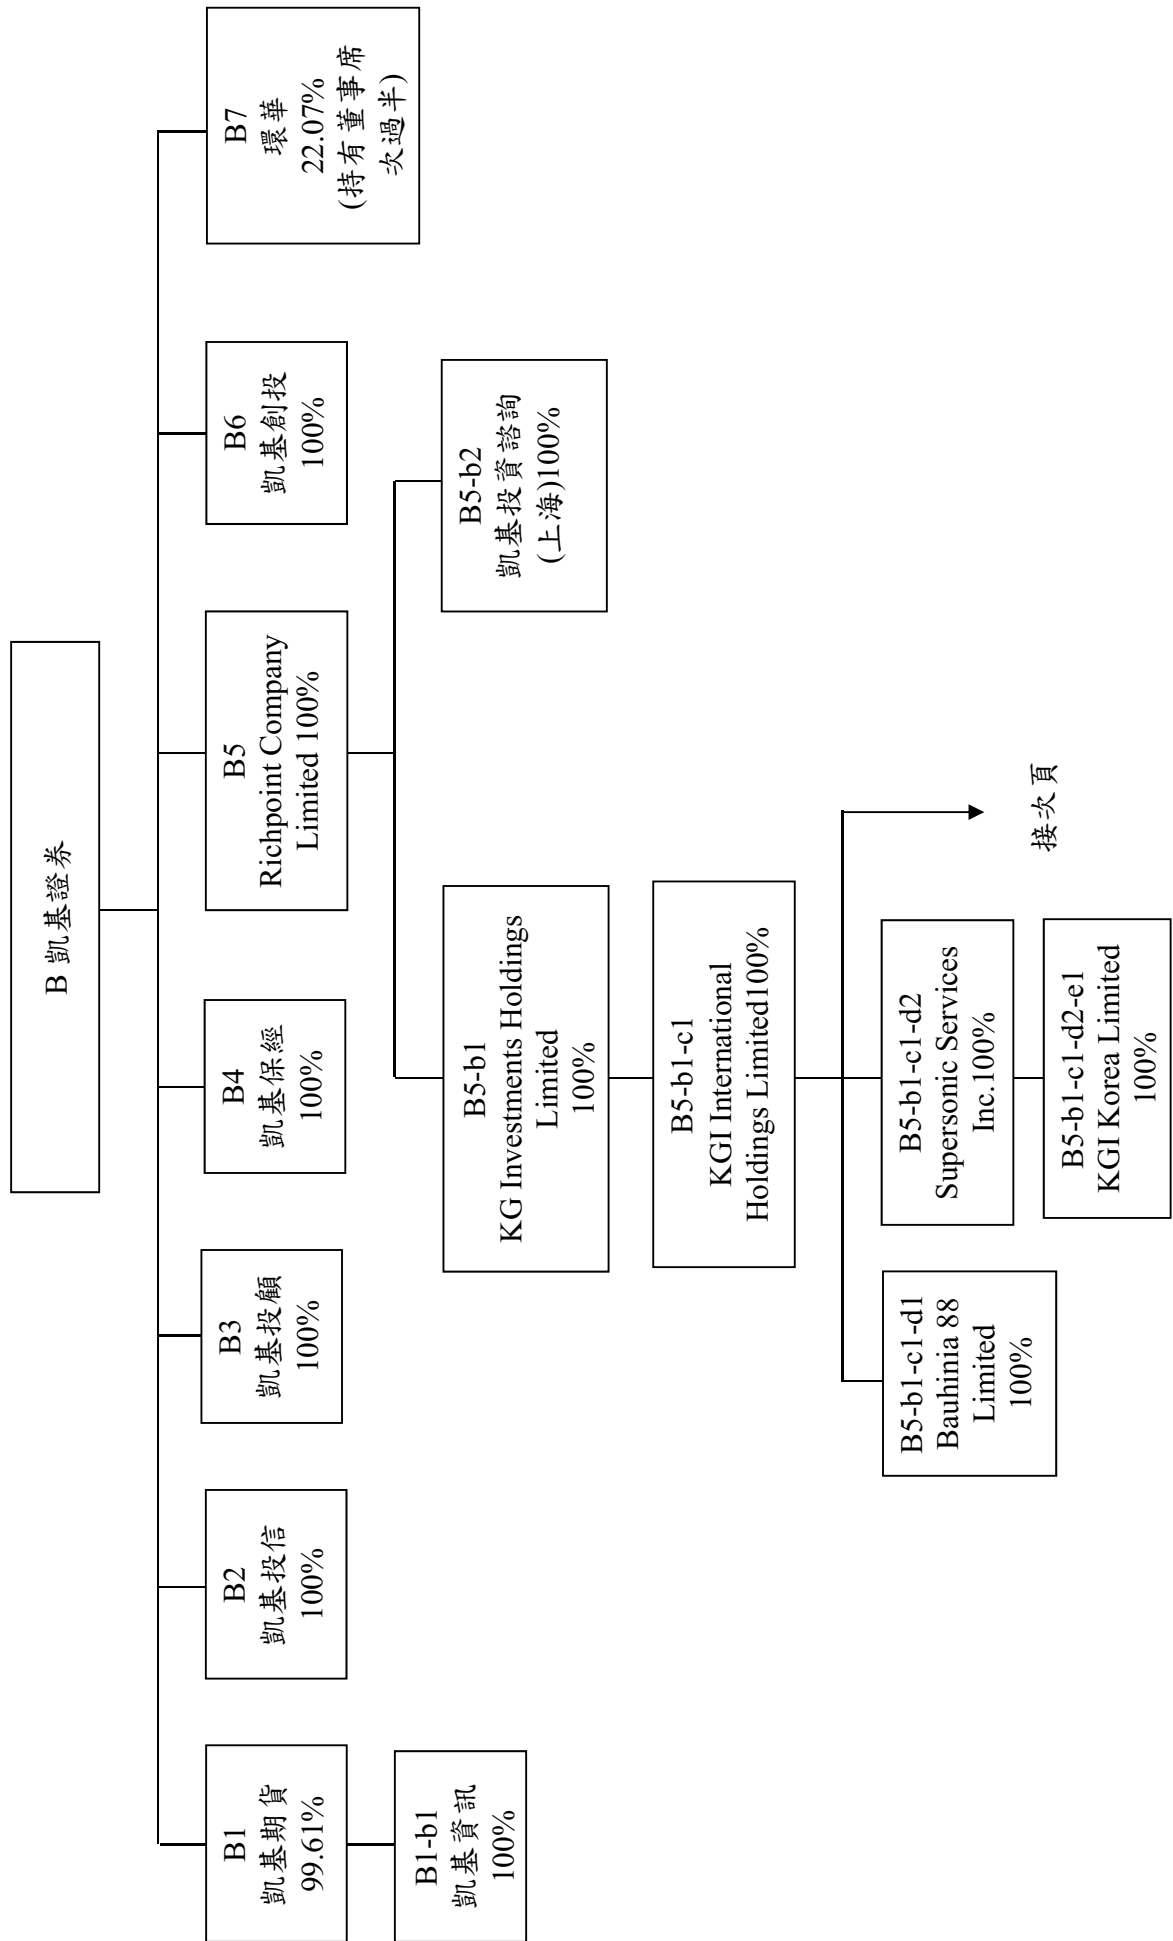 B 凱基證券
B1
凱基期貨
99.61%
B2
凱基投信
100%
B3
凱基投顧
100%
B4
凱基保經
100%
B5
Richpoint Company
Limited 100%
B6
凱基創投
100%
B7
環華
22.07%
(持有董事席
次過半)
B1-b1
凱基資訊
100%
B5-b1
KG Investments Holdings
Limited
100%
B5-b2
凱基投資諮詢
(上海)100%
B5-b1-c1
KGI International
Holdings Limited100%
B5-b1-c1-d1
Bauhinia 88
Limited
100%
B5-b1-c1-d2
Supersonic Services
Inc.100%
接次頁
B5-b1-c1-d2-e1
KGI Korea Limited
100%